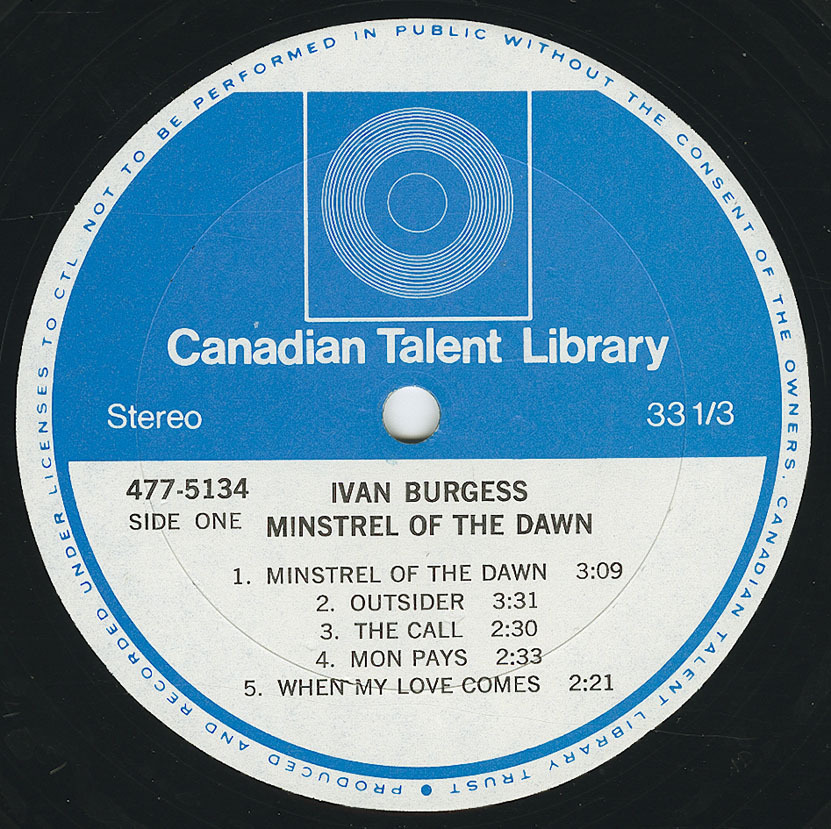 PRODUCED AND RECORDED UNDER LICENSES TO CTL. NOT TO BE PERFORMED IN PUBLIC WITHOUT THE CONSENT OF THE OWNERS. CANADIAN TALENT LIBRARY TRUST
Canadian Talent Library
Stereo 33 1/3
477-5134 IVAN BURGESS
SIDE ONE MINSTREL OF THE DAWN
1. MINSTREL OF THE DAWN 3:09
2. OUTSIDER 3:31
3. THE CALL 2:30
4. MON PAYS 2:33
5. WHEN MY LOVE COMES 2:21